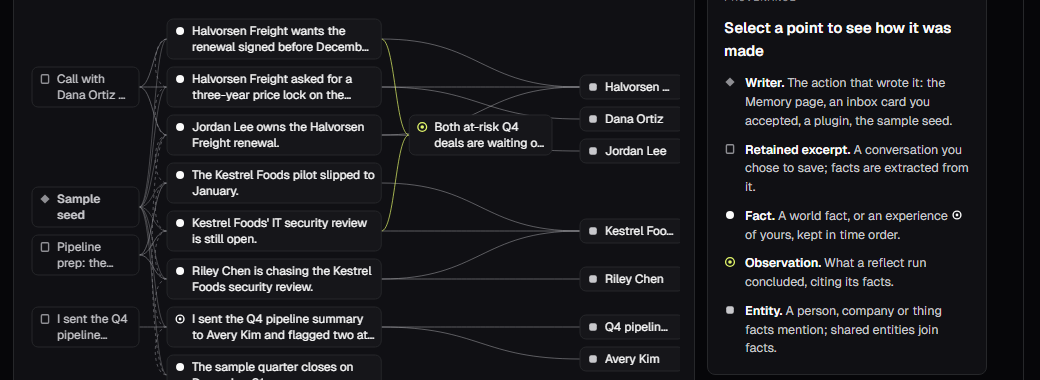 Call with
Dana Ortiz ...
Sample
seed
Pipeline
prep: the...
I sent the Q4
pipeline...
Halvorsen Freight wants the
renewal signed before Decemb...
Halvorsen Freight asked for a
three-year price lock on the...
Jordan Lee owns the Halvorsen
Freight renewal.
The Kestrel Foods pilot slipped to
January.
Kestrel Foods' IT security review
is still open.
Riley Chen is chasing the Kestrel
Foods security review.
I sent the Q4 pipeline summary
to Avery Kim and flagged two at...
The sample quarter closes on
Both at-risk Q4
deals are waiting o...
Halvorsen ...
Dana Ortiz
Jordan Lee
Kestrel Foo...
Riley Chen
Q4 pipelin...
Avery Kim
Select a point to see how it was
made
Writer. The action that wrote it: the
Memory page, an inbox card you
accepted, a plugin, the sample seed.
Retained excerpt. A conversation you
chose to save; facts are extracted from
it.
Fact. A world fact, or an experience
of yours, kept in time order.
Observation. What a reflect run
concluded, citing its facts.
Entity. A person, company or thing
facts mention; shared entities join
facts.